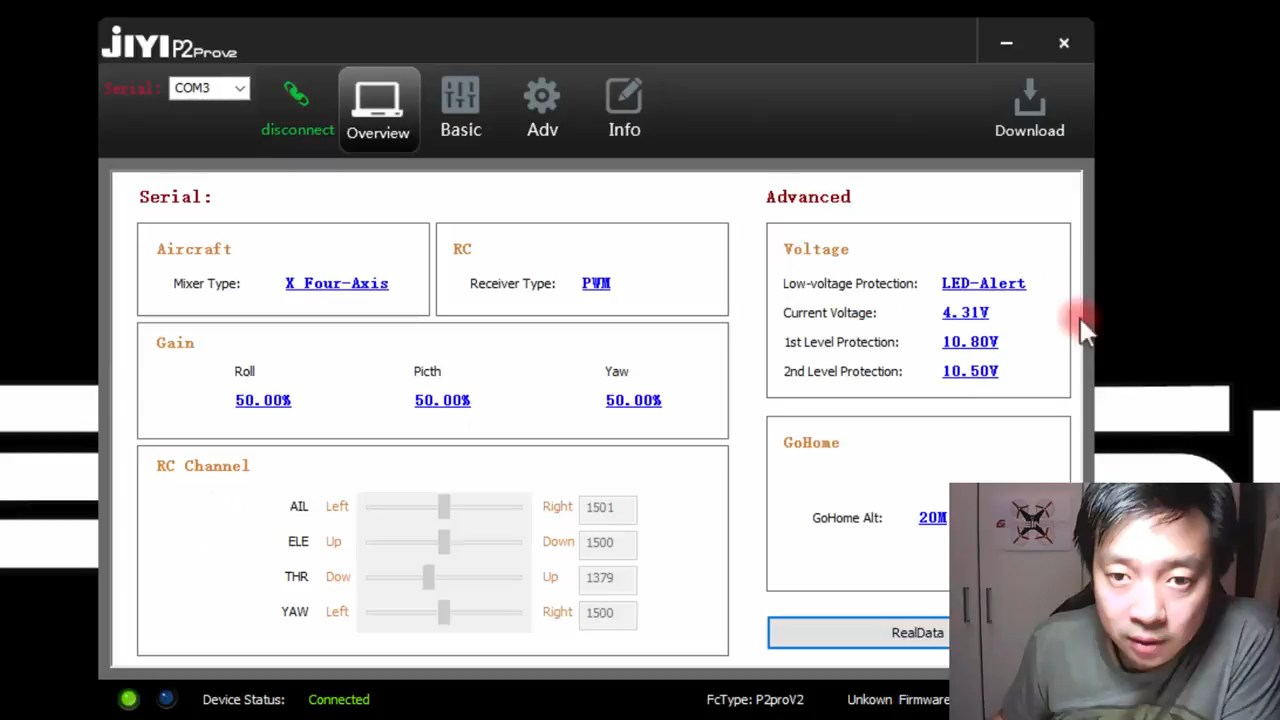 JIYI P2Prov2
Serial: COM3
disconnect
Overview
Basic
Adv
Info
Download
Serial:
Advanced
Aircraft
Mixer Type: X Four-Axis
RC
Receiver Type: PWM
Voltage
Low-voltage Protection: LED-Alert
Current Voltage: 4.31V
1st Level Protection: 10.80V
2nd Level Protection: 10.50V
Gain
Roll Picth Yaw
50.00% 50.00% 50.00%
GoHome
GoHome Alt: 20M
RC Channel
AIL Left Right 1501
ELE Up Down 1500
THR Dow Up 1379
YAW Left Right 1500
RealData
Device Status: Connected
FcType: P2proV2
Unkown Firmware